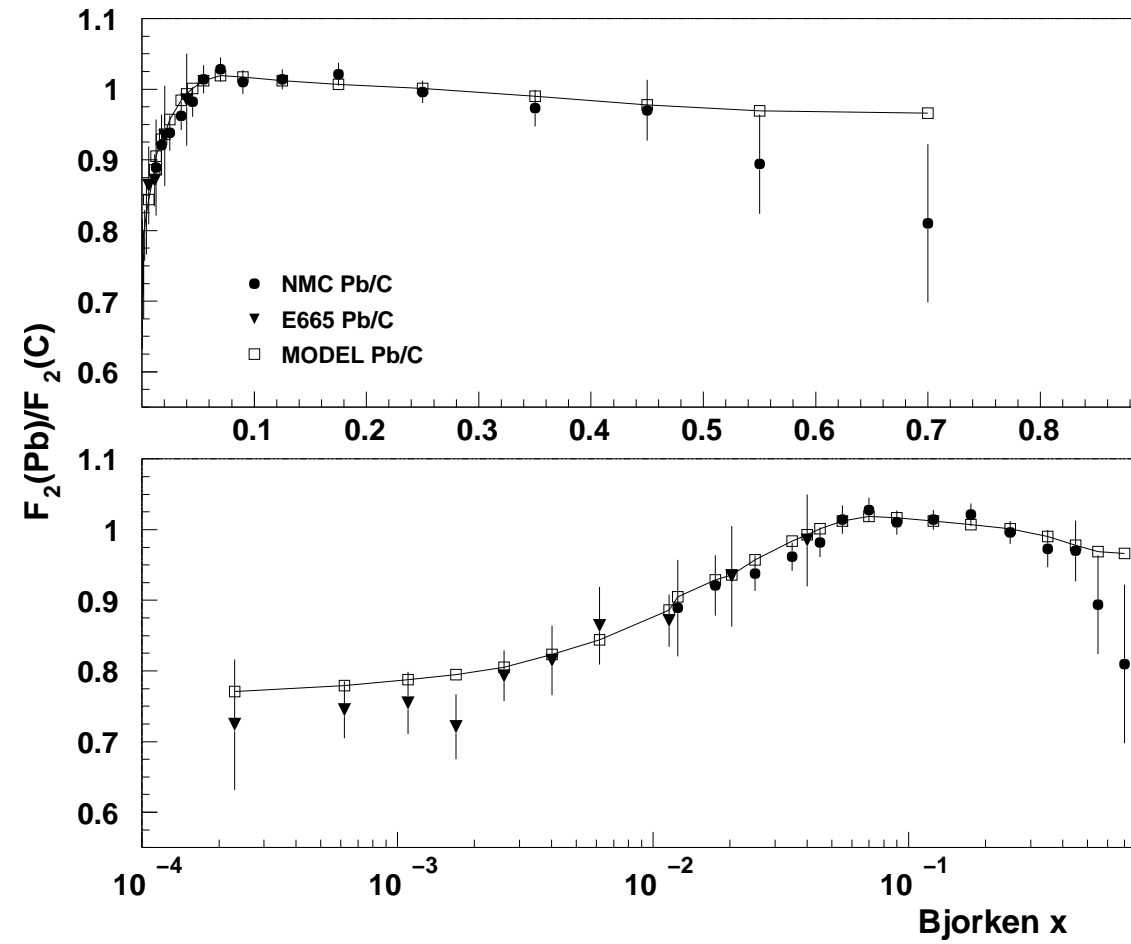 F₂(Pb)/F₂(C)
1.1
1
0.9
0.8
0.7
0.6
NMC Pb/C
E665 Pb/C
MODEL Pb/C
0.1 0.2 0.3 0.4 0.5 0.6 0.7 0.8
1.1
1
0.9
0.8
0.7
0.6
10⁻⁴ 10⁻³ 10⁻² 10⁻¹
Bjorken x